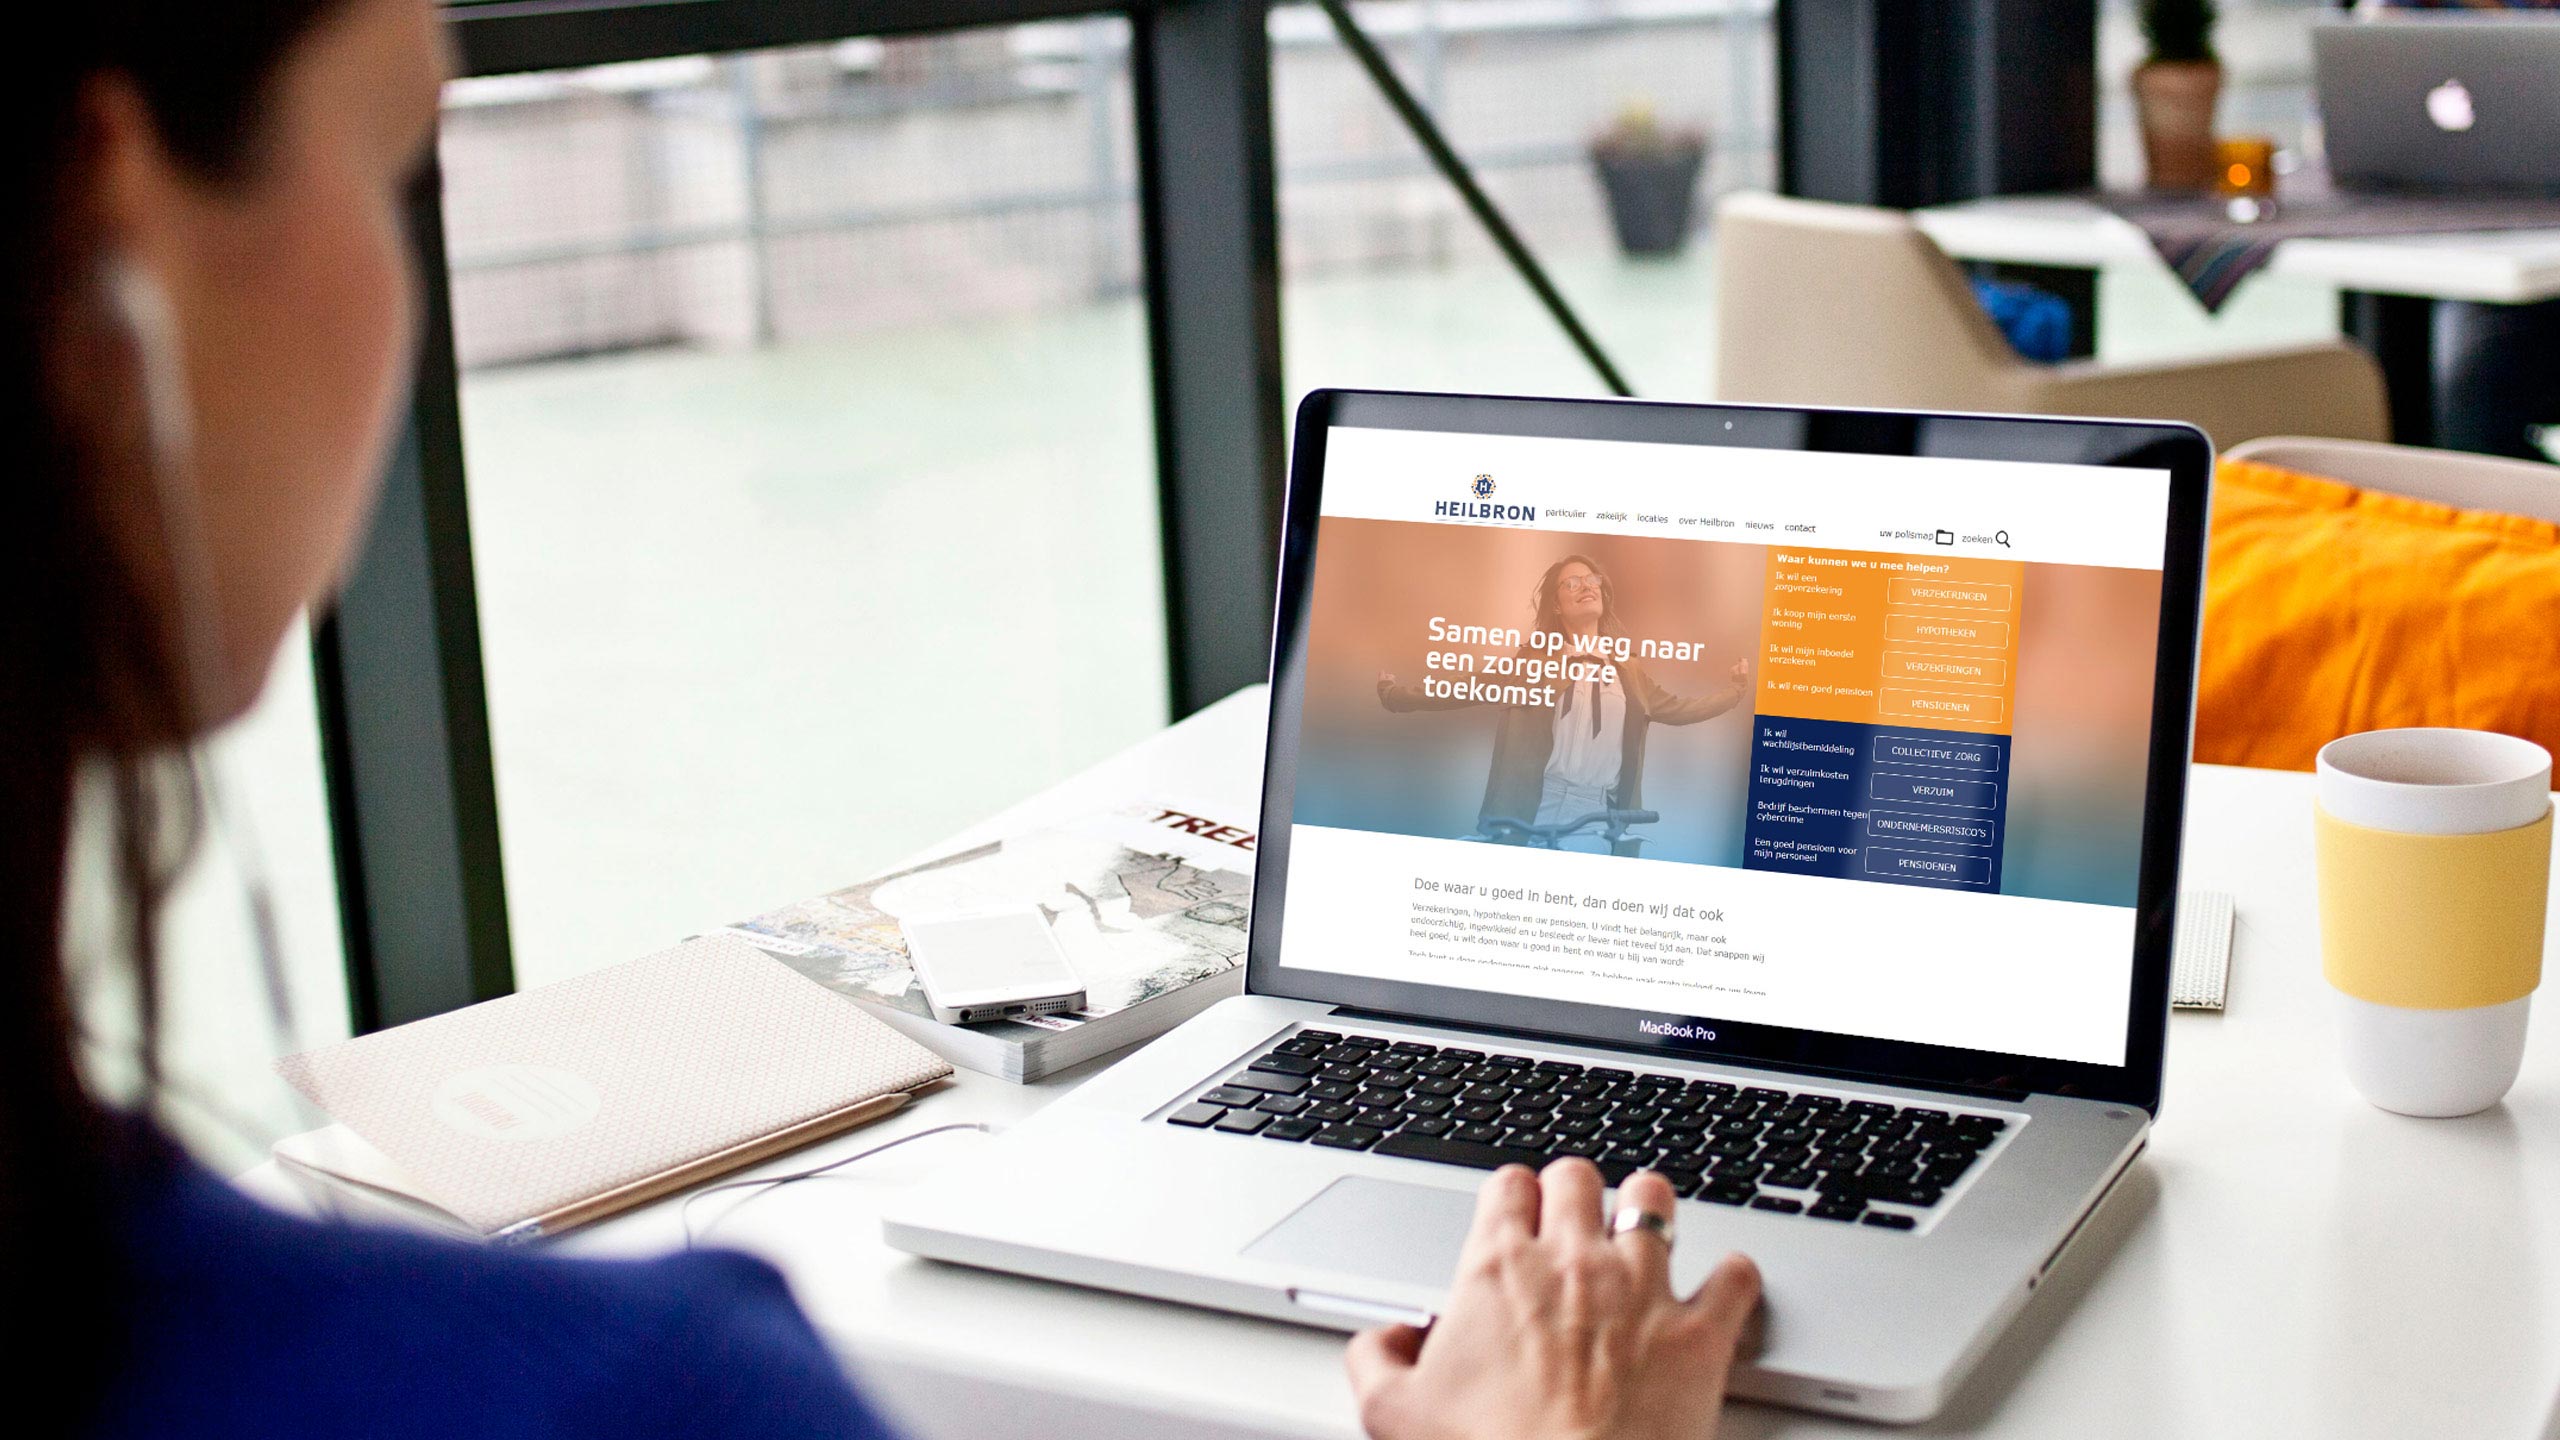 HEILBRON
particulier zakelijk locaties over Heilbron nieuws contact
uw polismap zoeken
Samen op weg naar
een zorgeloze
toekomst
Waar kunnen we u mee helpen?
Ik wil een
zorgverzekering
VERZEKERINGEN
Ik koop mijn eerste
woning
HYPOTHEKEN
Ik wil mijn inboedel
verzekeren
VERZEKERINGEN
Ik wil een goed pensioen
PENSIOENEN
Ik wil
wachtlijstbemiddeling
COLLECTIEVE ZORG
Ik wil verzuimkosten
terugdringen
VERZUIM
Bedrijf beschermen tegen
cybercrime
ONDERNEMERSRISICO'S
Een goed pensioen voor
mijn personeel
PENSIOENEN
Doe waar u goed in bent, dan doen wij dat ook
Verzekeringen, hypotheken en uw pensioen. U vindt het belangrijk, maar ook
ondoorzichtig, ingewikkeld en u besteedt er liever niet teveel tijd aan. Dat snappen wij
heel goed, u wilt doen waar u goed in bent en waar u blij van wordt
MacBook Pro
STREE